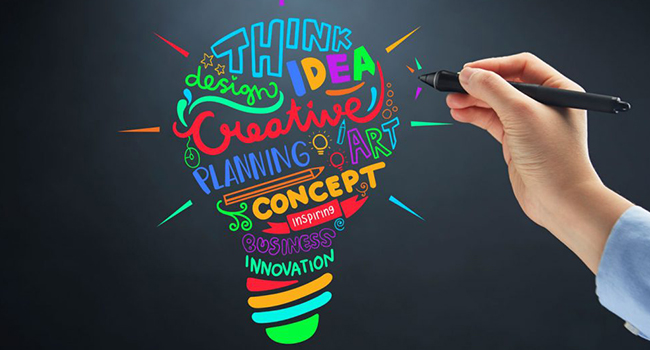 THINK
design
IDEA
Creative
PLANNING
ART
CONCEPT
inspiring
BUSINESS
INNOVATION